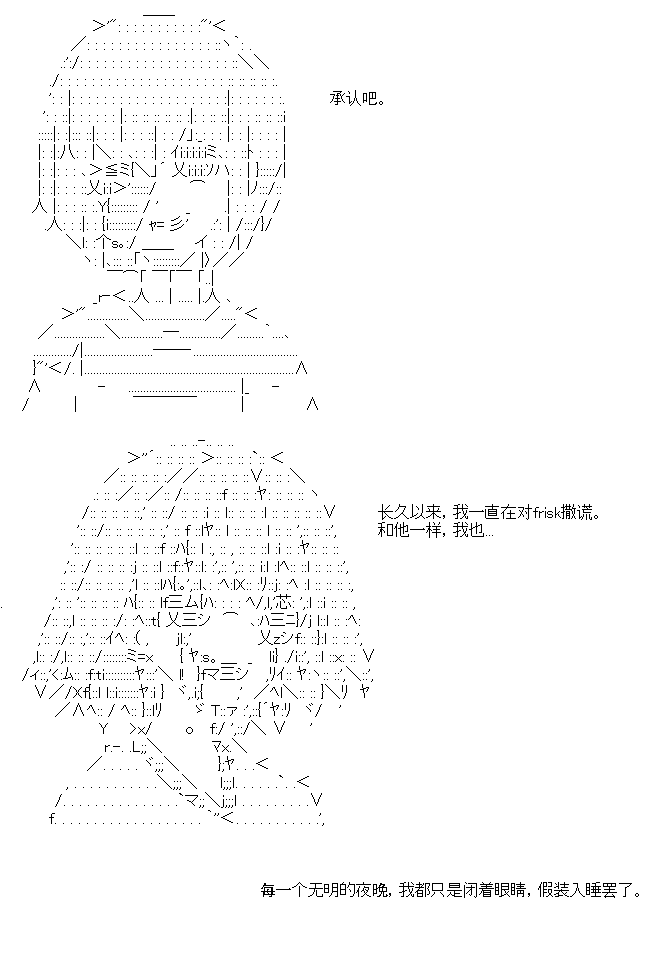 承认吧。
长久以来, 我一直在对frisk撒谎。
和他一样, 我也...
每一个无明的夜晚, 我都只是闭着眼睛, 假装入睡罢了。